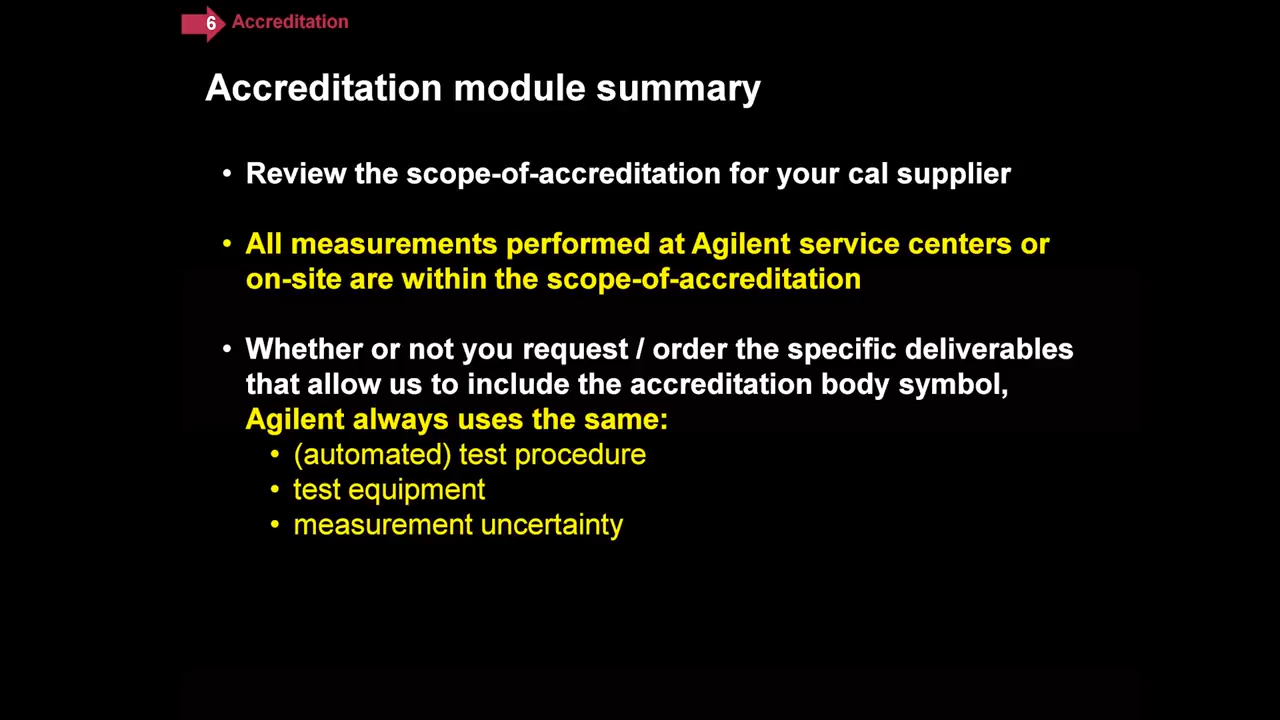 6 Accreditation
Accreditation module summary
• Review the scope-of-accreditation for your cal supplier
• All measurements performed at Agilent service centers or
on-site are within the scope-of-accreditation
• Whether or not you request / order the specific deliverables
that allow us to include the accreditation body symbol,
Agilent always uses the same:
• (automated) test procedure
• test equipment
• measurement uncertainty